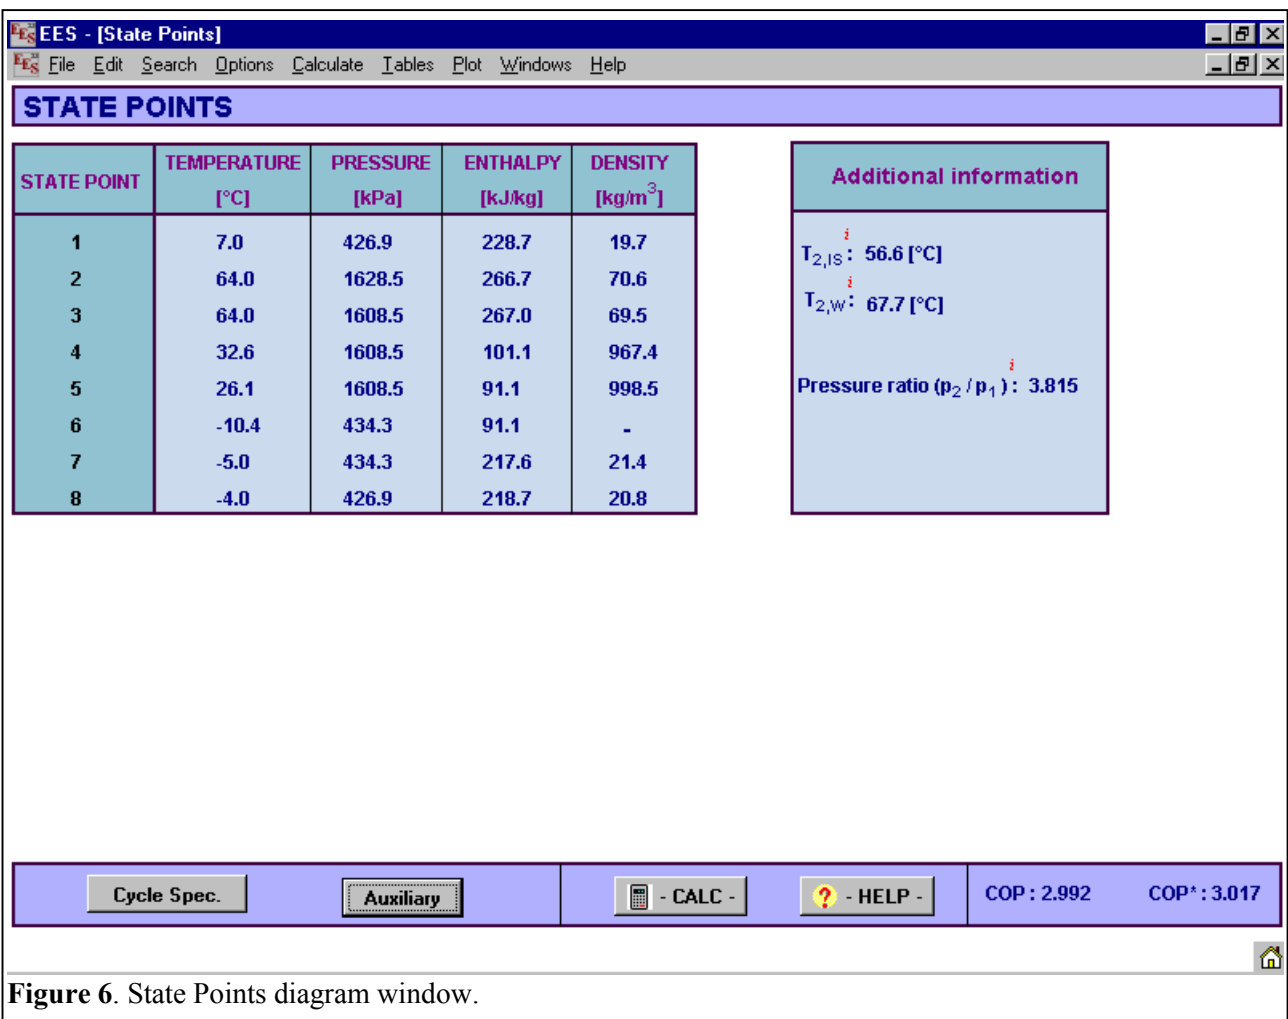 EES - [State Points]
File Edit Search Options Calculate Tables Plot Windows Help
STATE POINTS
STATE POINT TEMPERATURE [°C] PRESSURE [kPa] ENTHALPY [kJ/kg] DENSITY [kg/m³]
1 7.0 426.9 228.7 19.7
2 64.0 1628.5 266.7 70.6
3 64.0 1608.5 267.0 69.5
4 32.6 1608.5 101.1 967.4
5 26.1 1608.5 91.1 998.5
6 -10.4 434.3 91.1 -
7 -5.0 434.3 217.6 21.4
8 -4.0 426.9 218.7 20.8
Additional information
i
T2,IS : 56.6 [°C]
i
T2,W : 67.7 [°C]
i
Pressure ratio (p2 / p1) : 3.815
Cycle Spec. Auxiliary - CALC - ? - HELP - COP : 2.992 COP* : 3.017
Figure 6. State Points diagram window.